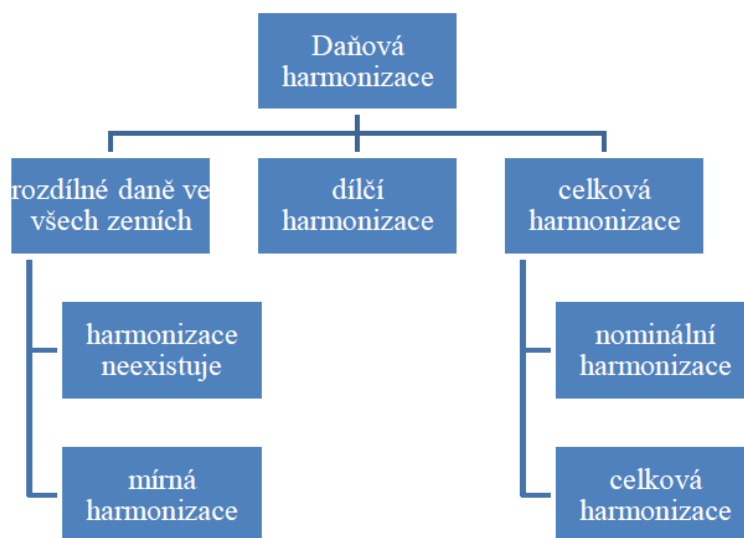 Daňová
harmonizace
rozdílné daně ve
všech zemích
dílčí
harmonizace
celková
harmonizace
harmonizace
neexistuje
nominální
harmonizace
mírná
harmonizace
celková
harmonizace